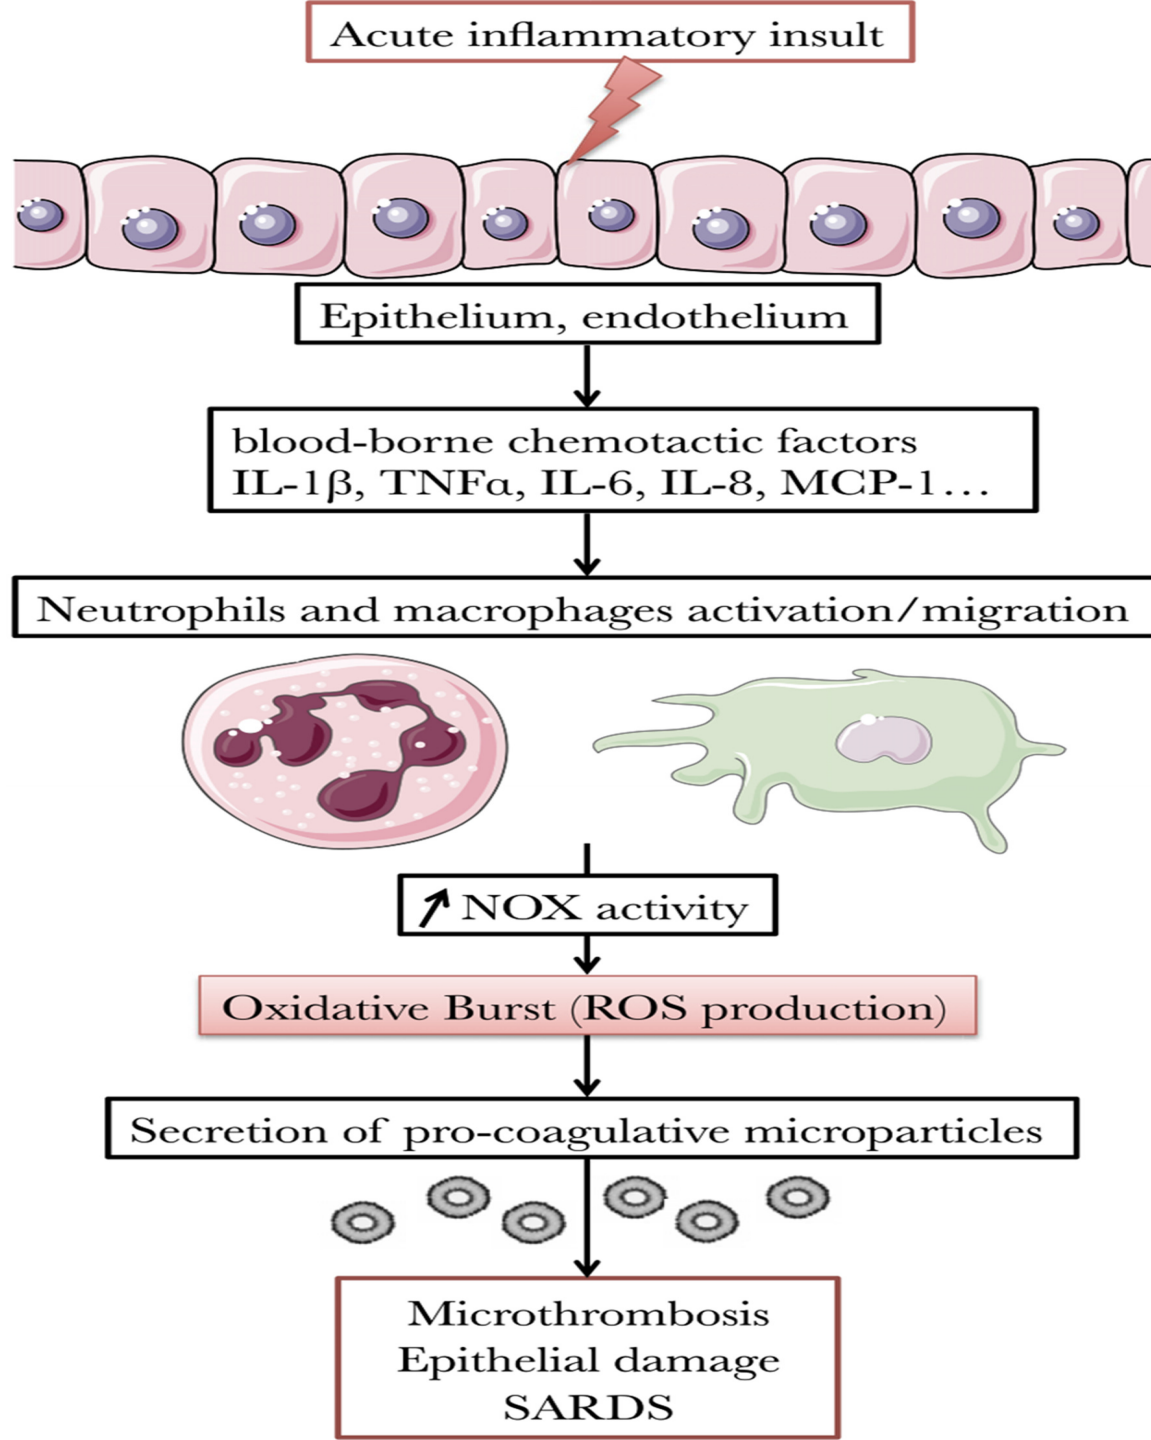 Acute inflammatory insult
Epithelium, endothelium
blood-borne chemotactic factors
IL-1β, TNFα, IL-6, IL-8, MCP-1...
Neutrophils and macrophages activation/migration
NOX activity
Oxidative Burst (ROS production)
Secretion of pro-coagulative microparticles
Microthrombosis
Epithelial damage
SARDS